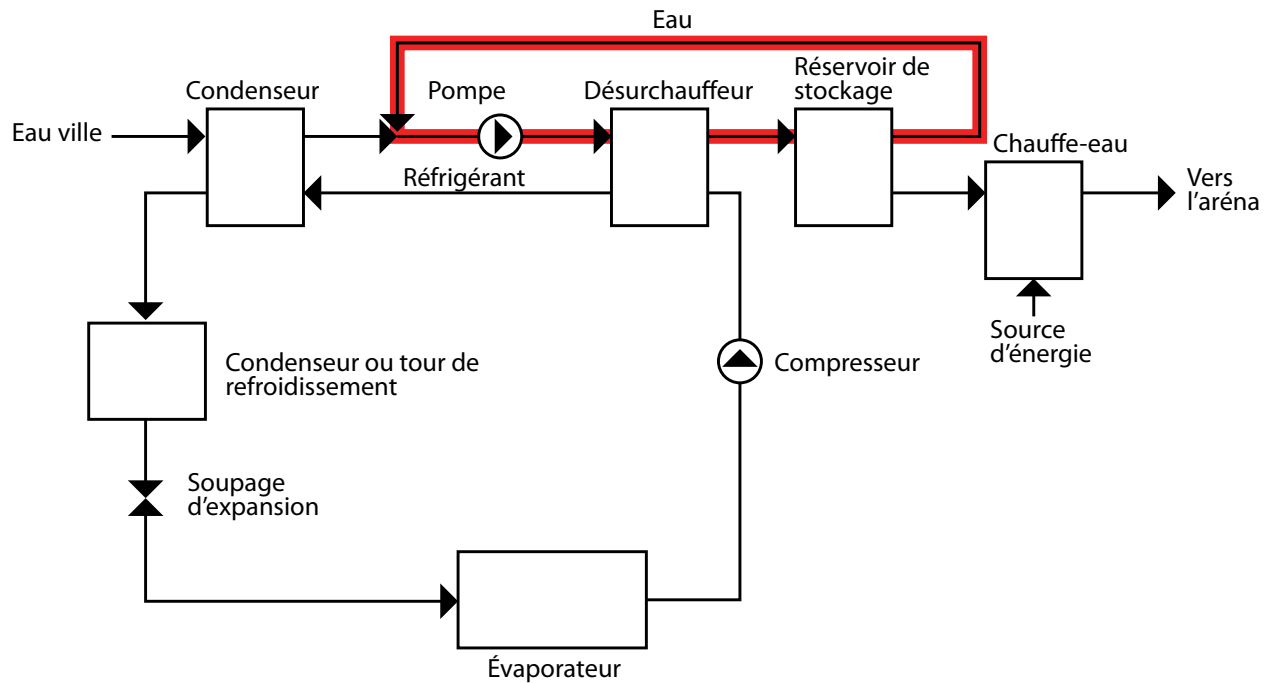 Eau
Condenseur
Pompe
Désurchauffeur
Réservoir de
stockage
Eau ville
Chauffe-eau
Réfrigérant
Vers
l'aréna
Source
d'énergie
Condenseur ou tour de
refroidissement
Compresseur
Soupage
d'expansion
Évaporateur